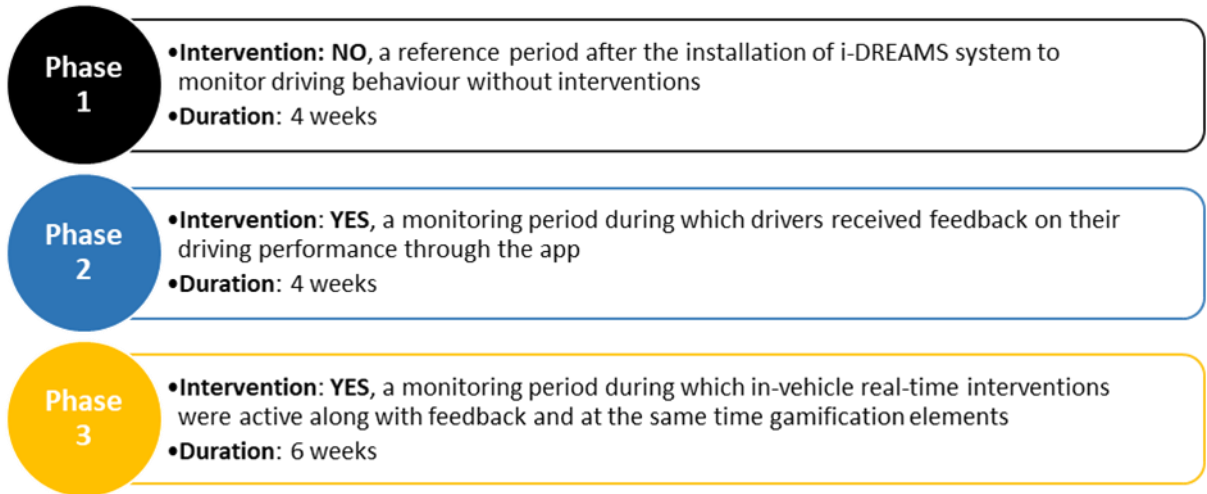 Phase
1
•Intervention: NO, a reference period after the installation of i-DREAMS system to
monitor driving behaviour without interventions
•Duration: 4 weeks
Phase
2
•Intervention: YES, a monitoring period during which drivers received feedback on their
driving performance through the app
•Duration: 4 weeks
Phase
3
•Intervention: YES, a monitoring period during which in-vehicle real-time interventions
were active along with feedback and at the same time gamification elements
•Duration: 6 weeks